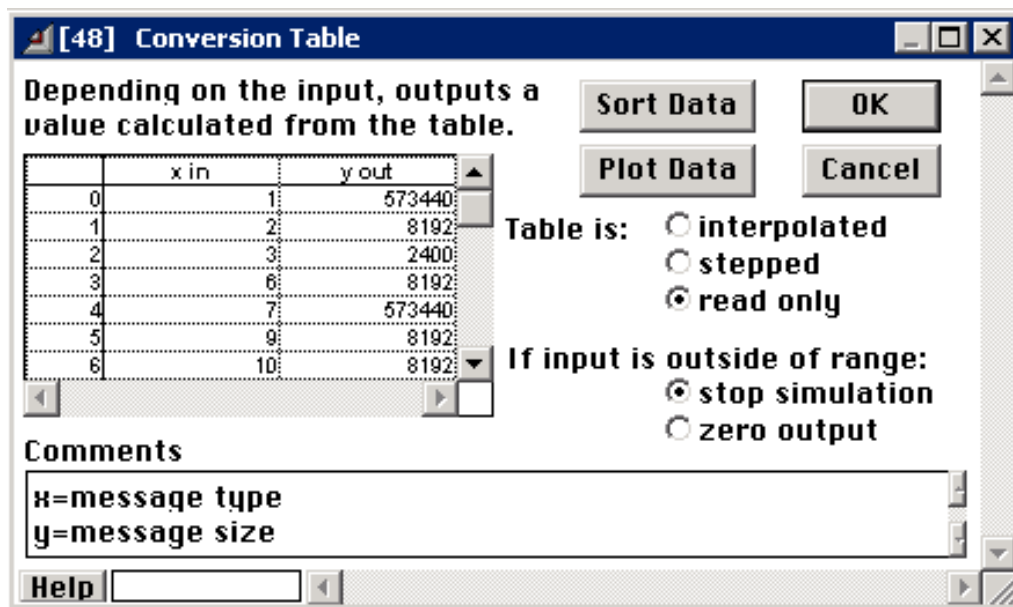 [48] Conversion Table
Depending on the input, outputs a
value calculated from the table.
Sort Data
OK
Plot Data
Cancel
x in y out
0 1 573440
1 2 8192
2 3 2400
3 6 8192
4 7 573440
5 9 8192
6 10 8192
Table is:
interpolated
stepped
read only
If input is outside of range:
stop simulation
zero output
Comments
x=message type
y=message size
Help